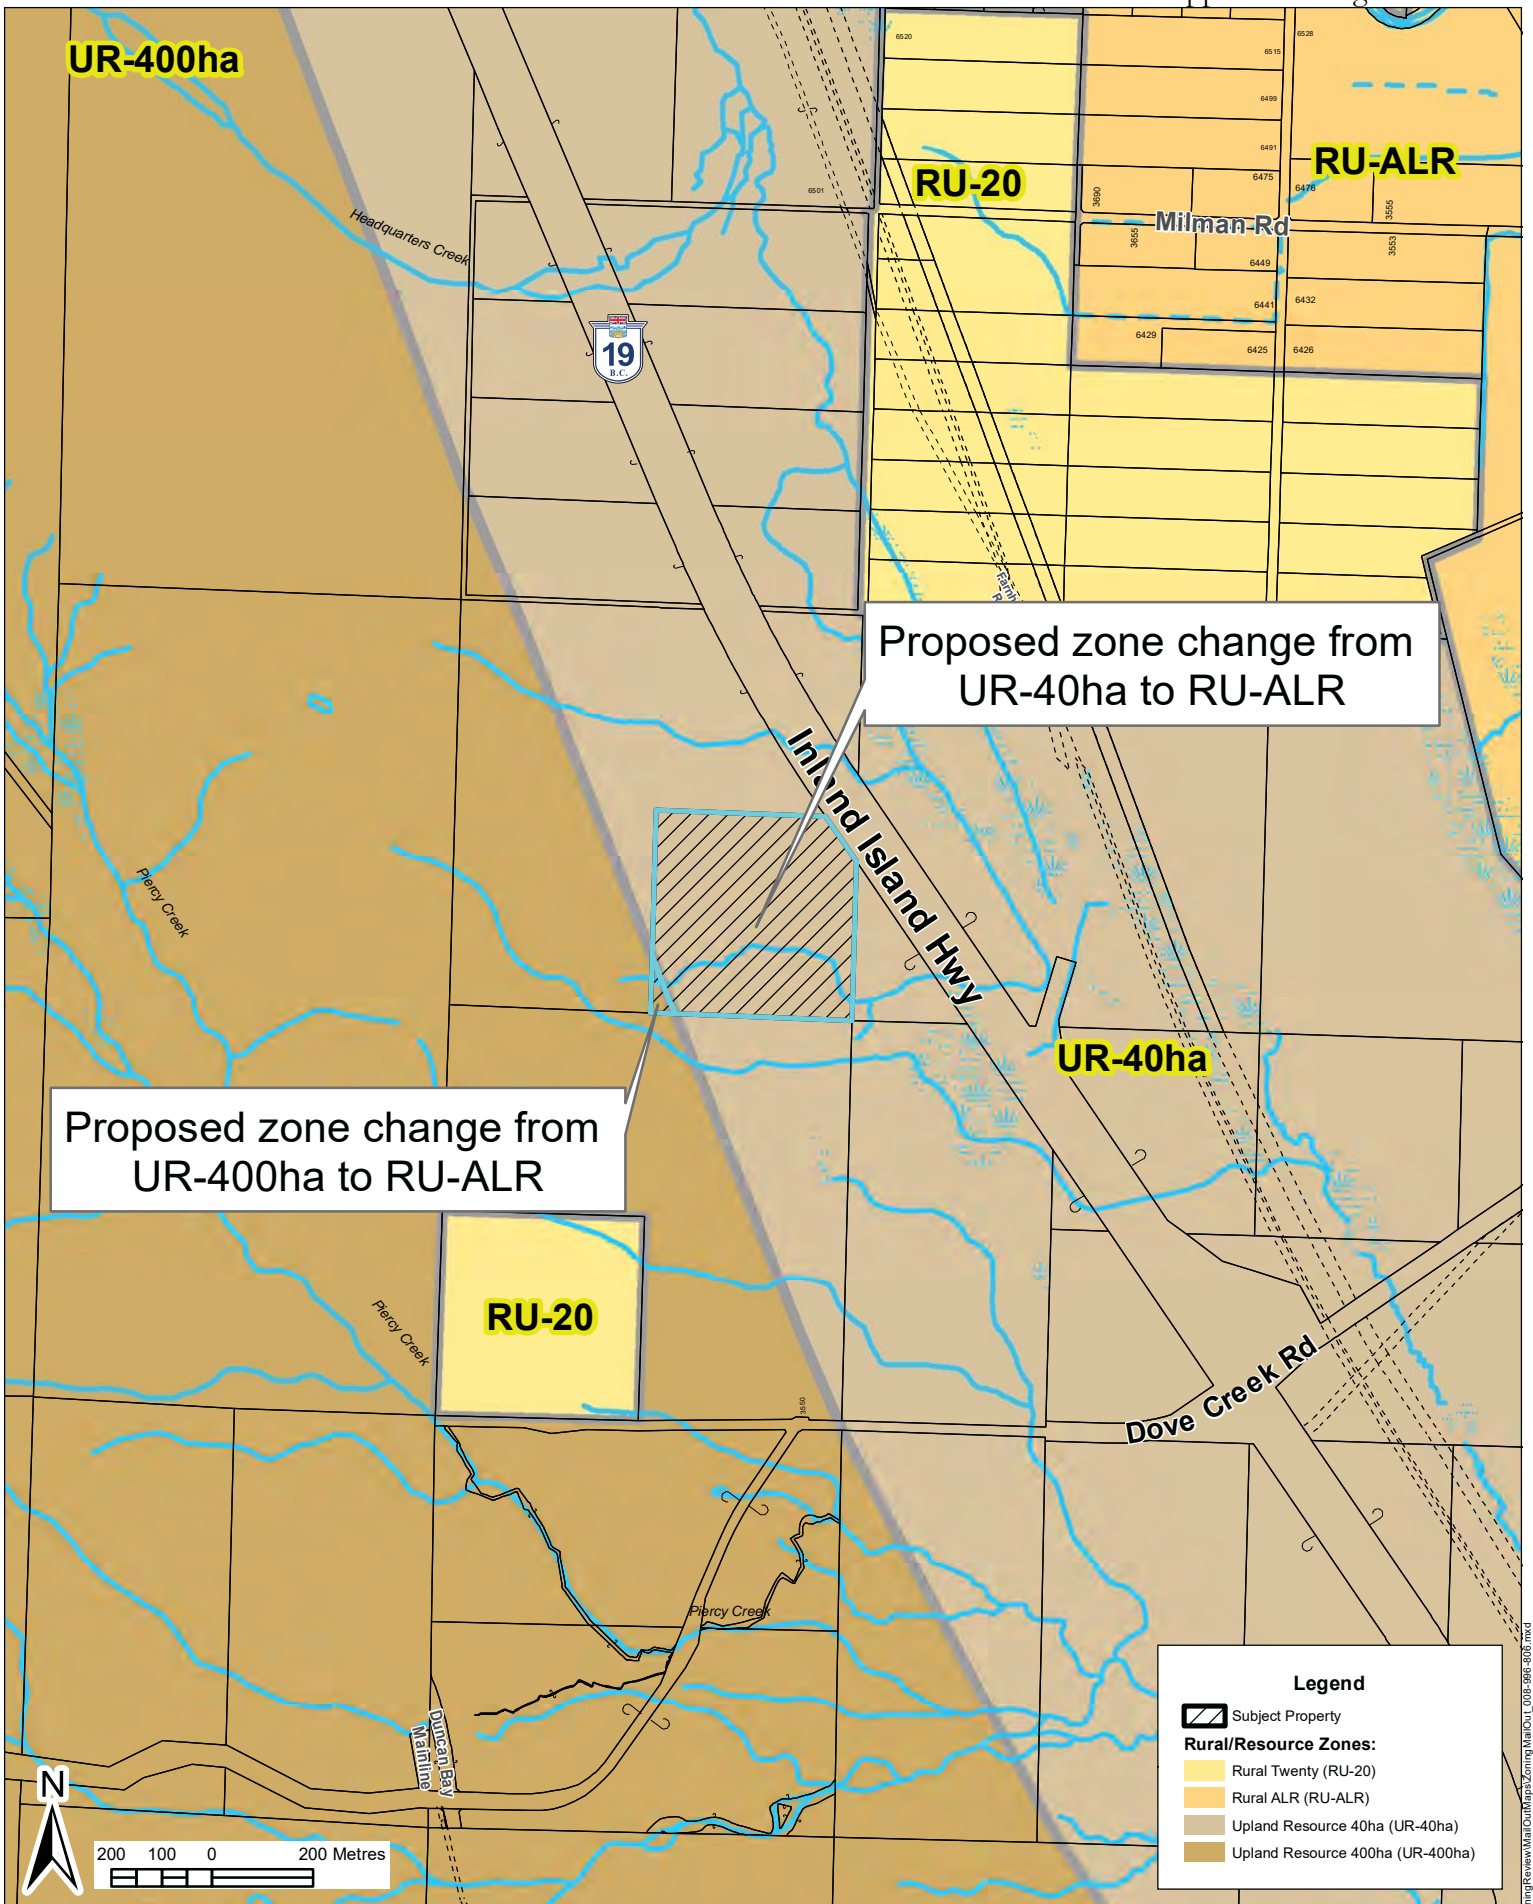 UR-400ha
6520
6515
6528
6499
6491
RU-ALR
RU-20
6475
6476
6501
3690
3555
Milman Rd
3655
3553
Headquarters Creek
6449
6441
6432
19
B.C.
6429
6425
6426
Proposed zone change from
UR-40ha to RU-ALR
Inland Island Hwy
Piercy Creek
UR-40ha
Proposed zone change from
UR-400ha to RU-ALR
RU-20
Piercy Creek
3550
Dove Creek Rd
Piercy Creek
Duncan Bay
Mainline
N
200 100 0 200 Metres
Legend
Subject Property
Rural/Resource Zones:
Rural Twenty (RU-20)
Rural ALR (RU-ALR)
Upland Resource 40ha (UR-40ha)
Upland Resource 400ha (UR-400ha)